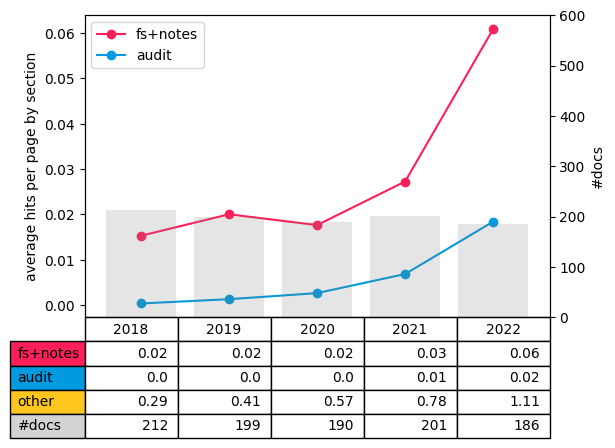 fs+notes
audit
average hits per page by section
#docs
0.06
0.05
0.04
0.03
0.02
0.01
0.00
600
500
400
300
200
100
0
2018 2019 2020 2021 2022
fs+notes 0.02 0.02 0.02 0.03 0.06
audit 0.0 0.0 0.0 0.01 0.02
other 0.29 0.41 0.57 0.78 1.11
#docs 212 199 190 201 186